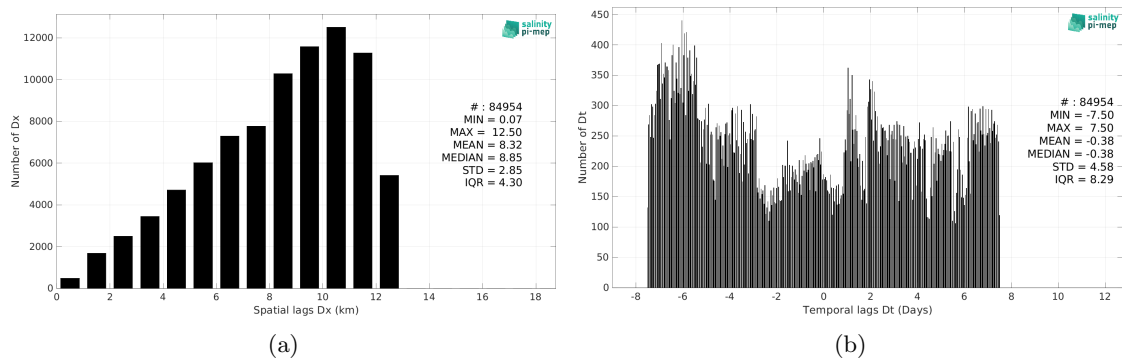 12000
10000
8000
6000
4000
2000
0
Number of Dx
0 2 4 6 8 10 12 14 16 18
Spatial lags Dx (km)
salinity
pi-mep
# : 84954
MIN = 0.07
MAX = 12.50
MEAN = 8.32
MEDIAN = 8.85
STD = 2.85
IQR = 4.30
(a)
450
400
350
300
250
200
150
100
50
0
Number of Dt
-8 -6 -4 -2 0 2 4 6 8 10 12
Temporal lags Dt (Days)
salinity
pi-mep
# : 84954
MIN = -7.50
MAX = 7.50
MEAN = -0.38
MEDIAN = -0.38
STD = 4.58
IQR = 8.29
(b)